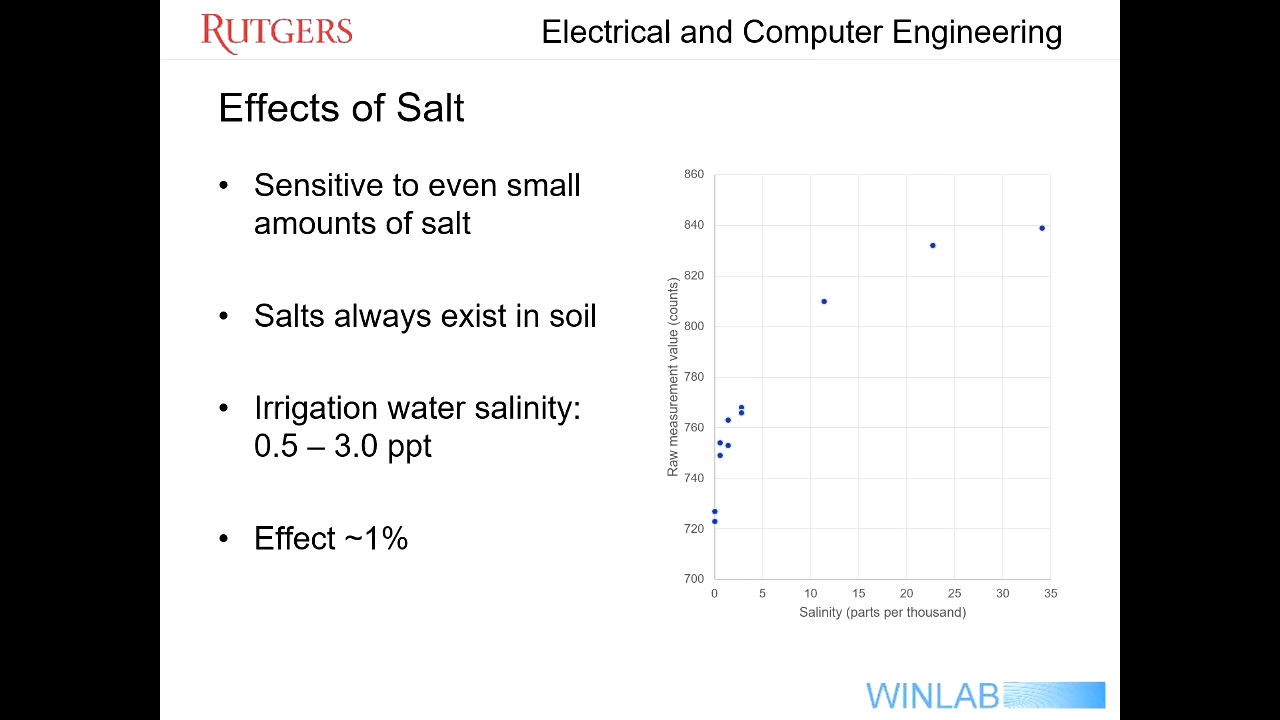 RUTGERS
Electrical and Computer Engineering
Effects of Salt
• Sensitive to even small
amounts of salt
• Salts always exist in soil
• Irrigation water salinity:
0.5 – 3.0 ppt
• Effect ~1%
Raw measurement value (counts)
860
840
820
800
780
760
740
720
700
0 5 10 15 20 25 30 35
Salinity (parts per thousand)
WINLAB